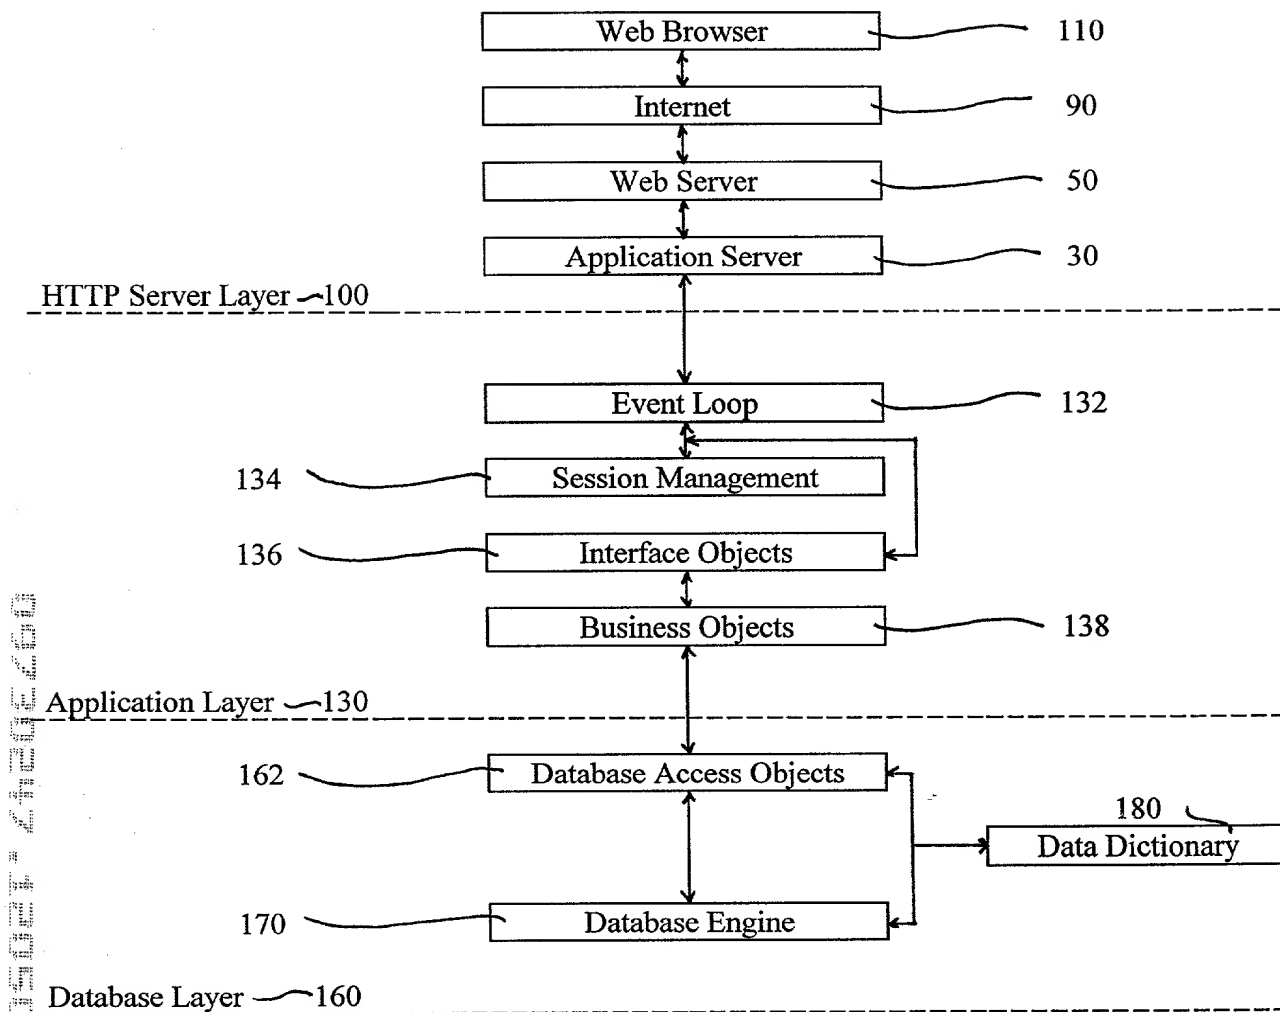 Web Browser 110
Internet 90
Web Server 50
Application Server 30
HTTP Server Layer 100
Event Loop 132
134 Session Management
136 Interface Objects
Business Objects 138
Application Layer 130
162 Database Access Objects
180
Data Dictionary
170 Database Engine
Database Layer 160